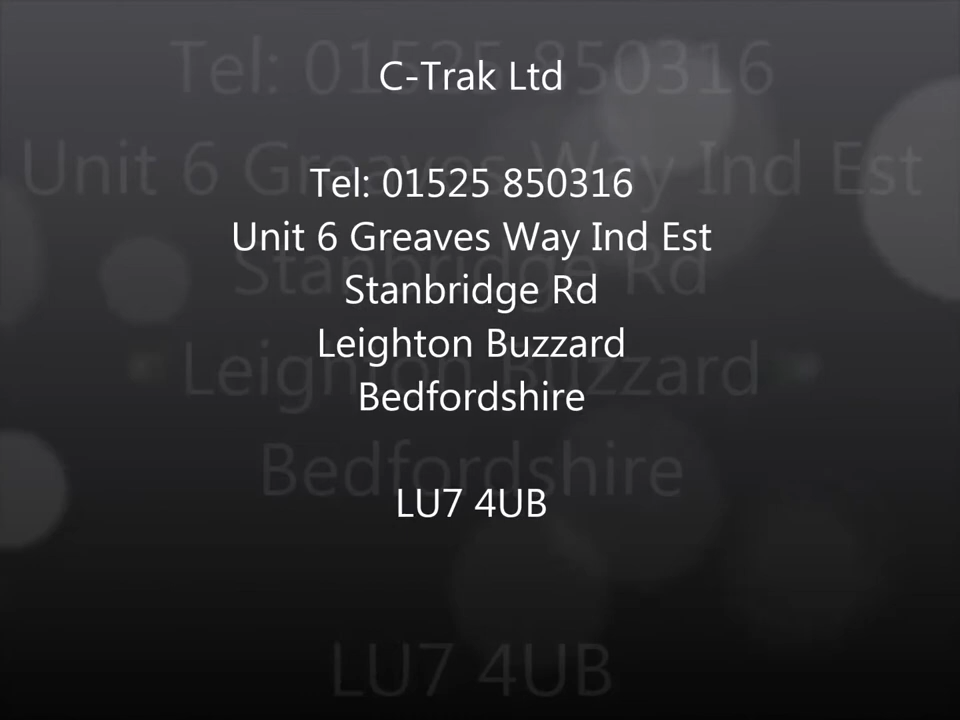 C-Trak Ltd
Tel: 01525 850316
Unit 6 Greaves Way Ind Est
Stanbridge Rd
Leighton Buzzard
Bedfordshire
LU7 4UB